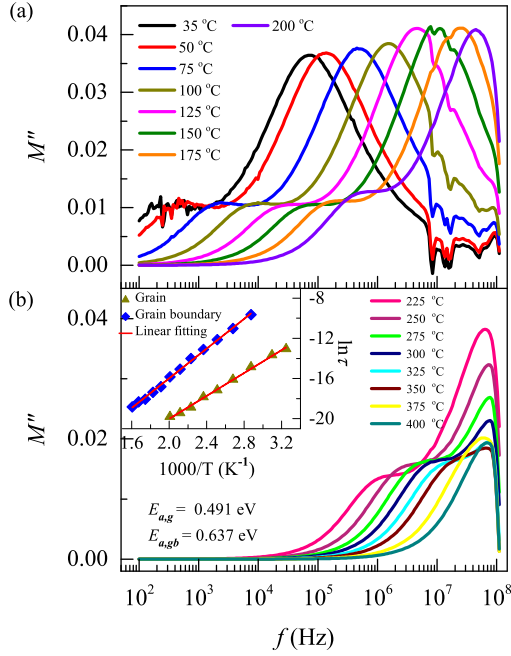 (a)
35 °C
200 °C
50 °C
75 °C
100 °C
125 °C
150 °C
175 °C
0.04
0.03
0.02
0.01
0.00
M"
(b)
Grain
Grain boundary
Linear fitting
-8
-12
-16
-20
lnτ
1.6 2.0 2.4 2.8 3.2
1000/T (K⁻¹)
E_{a,g} = 0.491 eV
E_{a,gb} = 0.637 eV
225 °C
250 °C
275 °C
300 °C
325 °C
350 °C
375 °C
400 °C
0.04
0.02
0.00
M"
10² 10³ 10⁴ 10⁵ 10⁶ 10⁷ 10⁸
f (Hz)